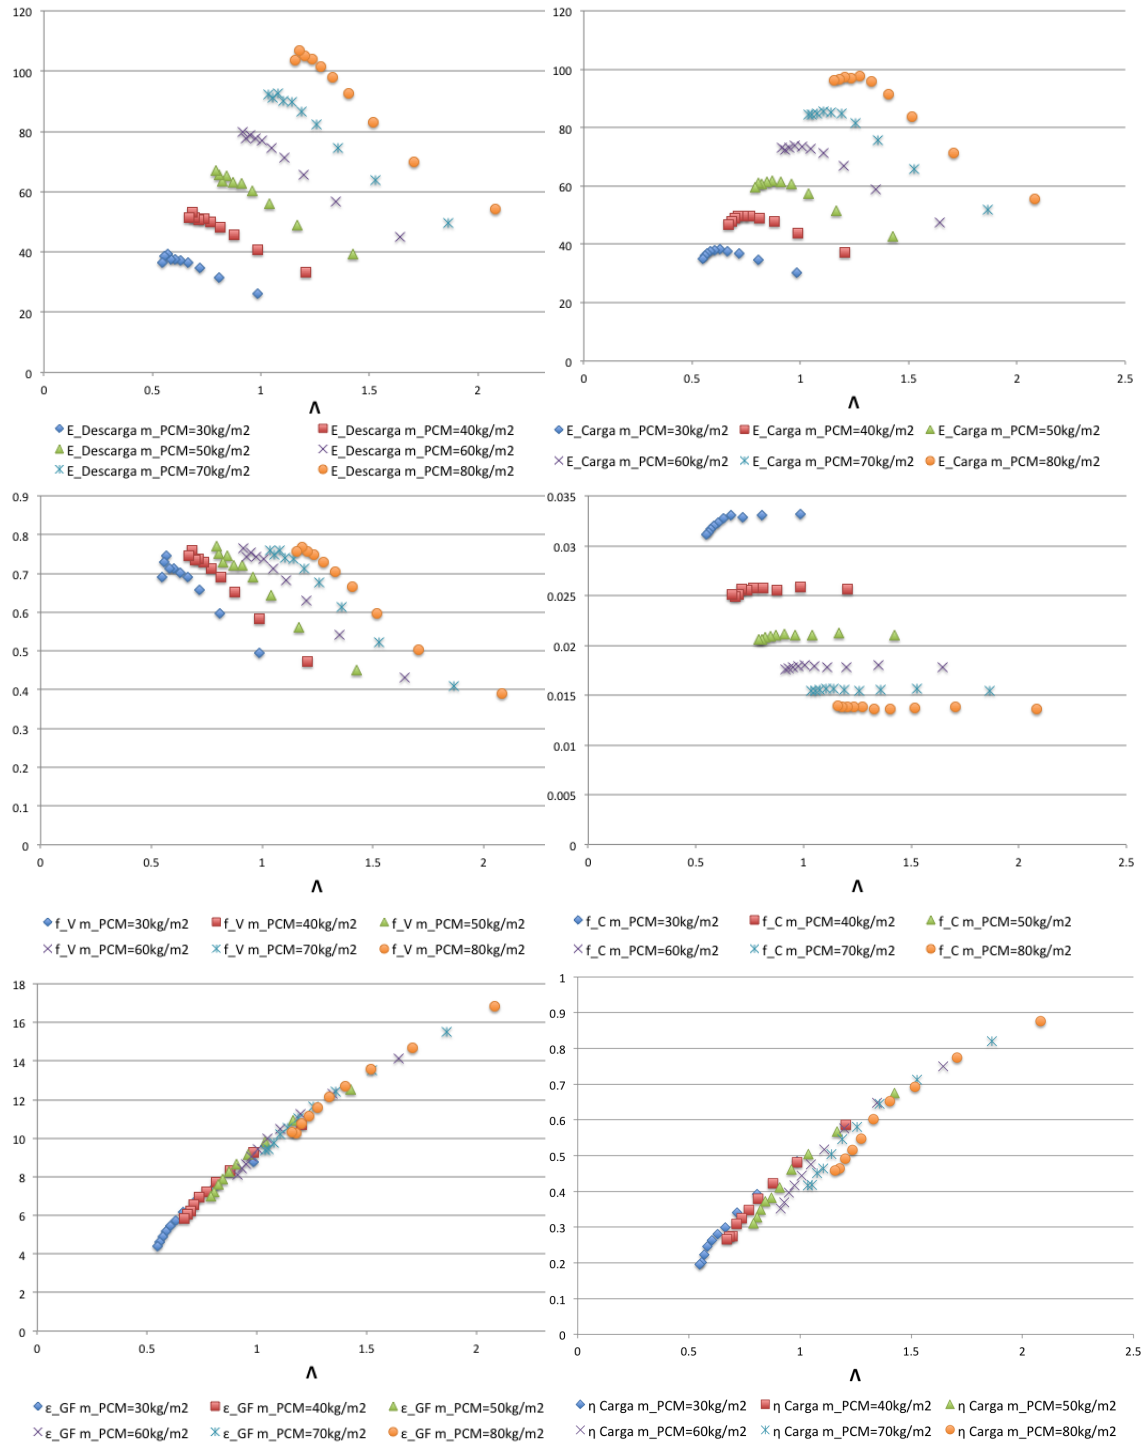 120
100
80
60
40
20
0
0 0.5 1 1.5 2
Λ
E_Descarga m_PCM=30kg/m2 E_Descarga m_PCM=40kg/m2
E_Descarga m_PCM=50kg/m2 E_Descarga m_PCM=60kg/m2
E_Descarga m_PCM=70kg/m2 E_Descarga m_PCM=80kg/m2
120
100
80
60
40
20
0
0 0.5 1 1.5 2 2.5
Λ
E_Carga m_PCM=30kg/m2 E_Carga m_PCM=40kg/m2 E_Carga m_PCM=50kg/m2
E_Carga m_PCM=60kg/m2 E_Carga m_PCM=70kg/m2 E_Carga m_PCM=80kg/m2
0.9
0.8
0.7
0.6
0.5
0.4
0.3
0.2
0.1
0
0 0.5 1 1.5 2
Λ
f_V m_PCM=30kg/m2 f_V m_PCM=40kg/m2 f_V m_PCM=50kg/m2
f_V m_PCM=60kg/m2 f_V m_PCM=70kg/m2 f_V m_PCM=80kg/m2
0.035
0.03
0.025
0.02
0.015
0.01
0.005
0
0 0.5 1 1.5 2 2.5
Λ
f_C m_PCM=30kg/m2 f_C m_PCM=40kg/m2 f_C m_PCM=50kg/m2
f_C m_PCM=60kg/m2 f_C m_PCM=70kg/m2 f_C m_PCM=80kg/m2
18
16
14
12
10
8
6
4
2
0
0 0.5 1 1.5 2
Λ
ε_GF m_PCM=30kg/m2 ε_GF m_PCM=40kg/m2 ε_GF m_PCM=50kg/m2
ε_GF m_PCM=60kg/m2 ε_GF m_PCM=70kg/m2 ε_GF m_PCM=80kg/m2
1
0.9
0.8
0.7
0.6
0.5
0.4
0.3
0.2
0.1
0
0 0.5 1 1.5 2 2.5
Λ
η Carga m_PCM=30kg/m2 η Carga m_PCM=40kg/m2 η Carga m_PCM=50kg/m2
η Carga m_PCM=60kg/m2 η Carga m_PCM=70kg/m2 η Carga m_PCM=80kg/m2